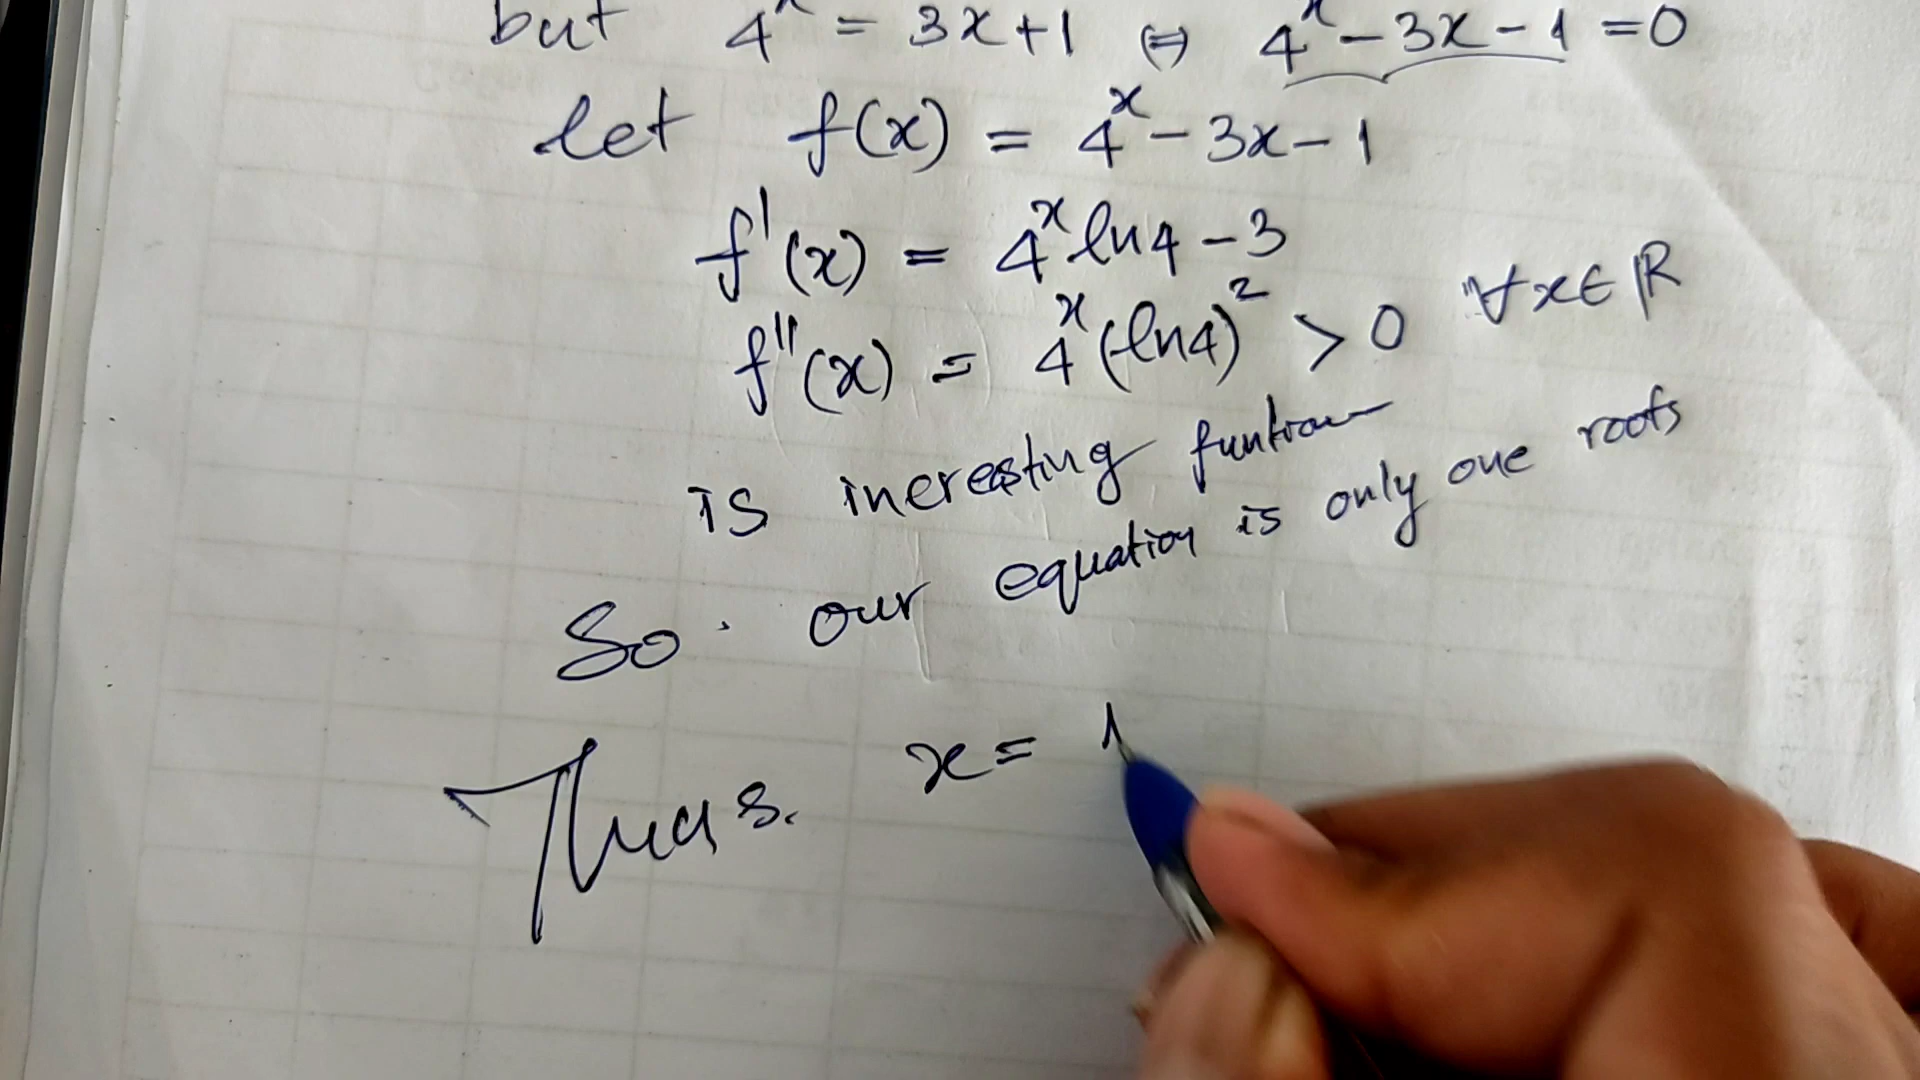 but 4^x = 3x+1 ⇔ 4^x - 3x - 1 = 0
let f(x) = 4^x - 3x - 1
f'(x) = 4^x ln4 - 3
f''(x) = 4^x (ln4)^2 > 0 ∀x∈ℝ
is incresting funtion
So. our equation is only one roots
Thus. x = 1